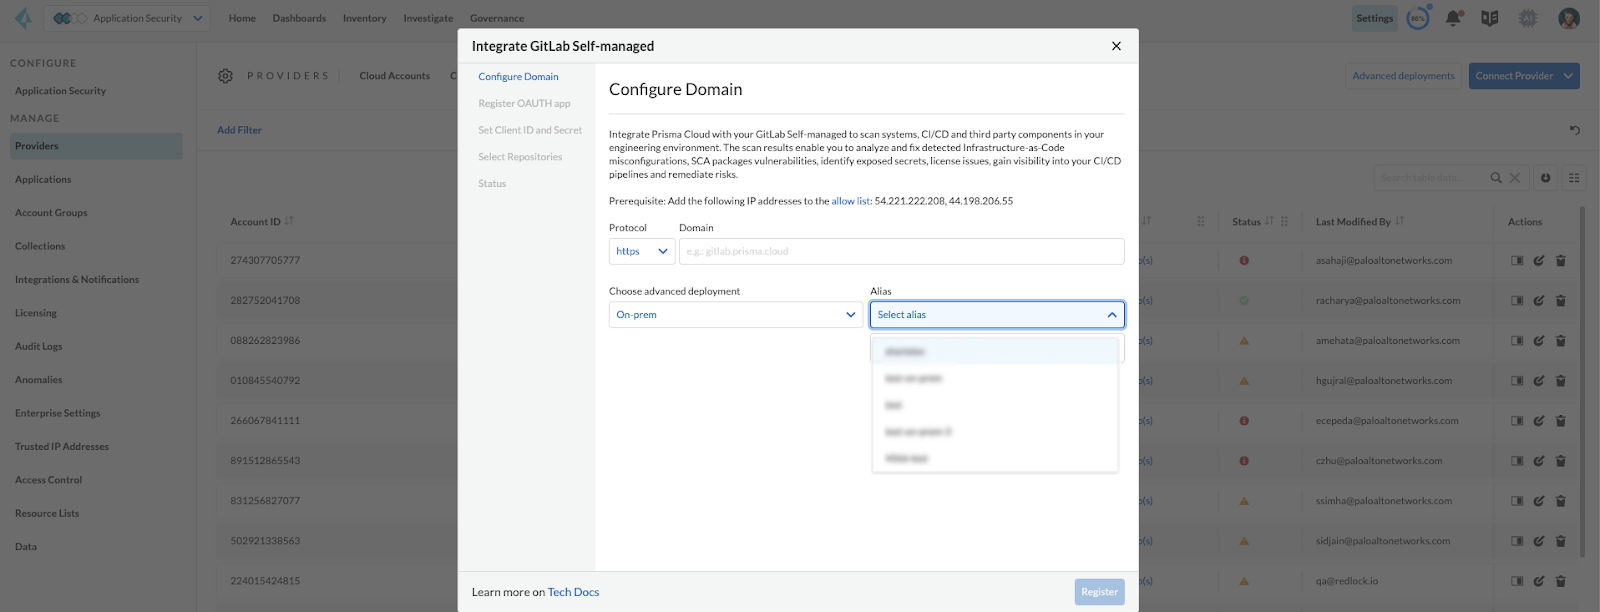 Application Security
Home
Dashboards
Inventory
Investigate
Governance
Settings
CONFIGURE
Application Security
MANAGE
Providers
Applications
Account Groups
Collections
Integrations & Notifications
Licensing
Audit Logs
Anomalies
Enterprise Settings
Trusted IP Addresses
Access Control
Resource Lists
Data
PROVIDERS
Cloud Accounts
C
Advanced deployments
Connect Provider
Add Filter
Search table data...
Account ID
Status
Last Modified By
Actions
274307705777
asahaji@paloaltonetworks.com
282752041708
racharya@paloaltonetworks.com
088262823986
amehata@paloaltonetworks.com
010845540792
hgujral@paloaltonetworks.com
266067841111
ecepeda@paloaltonetworks.com
891512865543
czhu@paloaltonetworks.com
831256827077
ssimha@paloaltonetworks.com
502921338563
sidjain@paloaltonetworks.com
224015424815
qa@redlock.io
Integrate GitLab Self-managed
Configure Domain
Register OAUTH app
Set Client ID and Secret
Select Repositories
Status
Configure Domain
Integrate Prisma Cloud with your GitLab Self-managed to scan systems, CI/CD and third party components in your
engineering environment. The scan results enable you to analyze and fix detected Infrastructure-as-Code
misconfigurations, SCA packages vulnerabilities, identify exposed secrets, license issues, gain visibility into your CI/CD
pipelines and remediate risks.
Prerequisite: Add the following IP addresses to the allow list: 54.221.222.208, 44.198.206.55
Protocol
Domain
https
e.g.: gitlab.prisma.cloud
Choose advanced deployment
Alias
On-prem
Select alias
Learn more on Tech Docs
Register